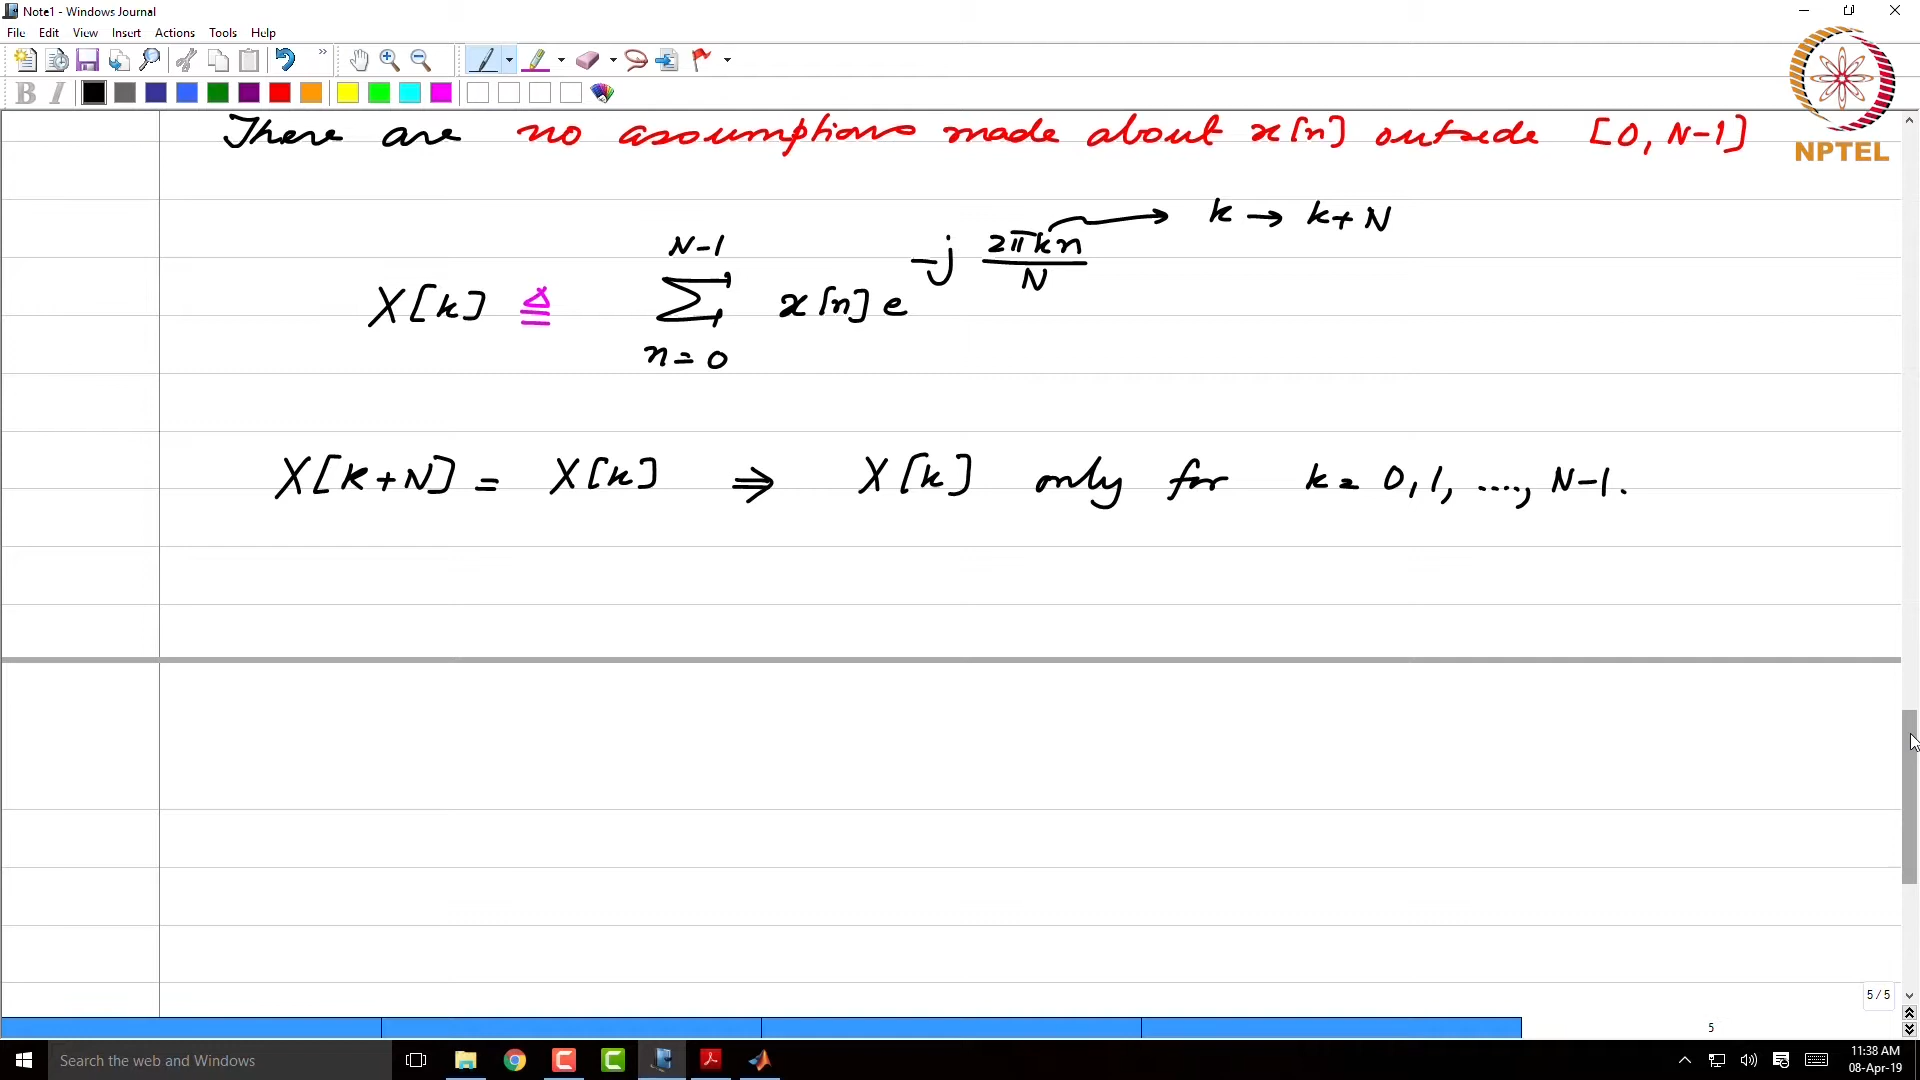 Note1 - Windows Journal
File Edit View Insert Actions Tools Help
B I
NPTEL
There are no assumptions made about x[n] outside [0, N-1]
k → k+N
X[k] ≜ \sum_{n=0}^{N-1} x[n] e^{-j \frac{2πkn}{N}}
X[k+N] = X[k] ⇒ X[k] only for k = 0, 1, ...., N-1.
5 / 5
5
Search the web and Windows
11:38 AM
08-Apr-19